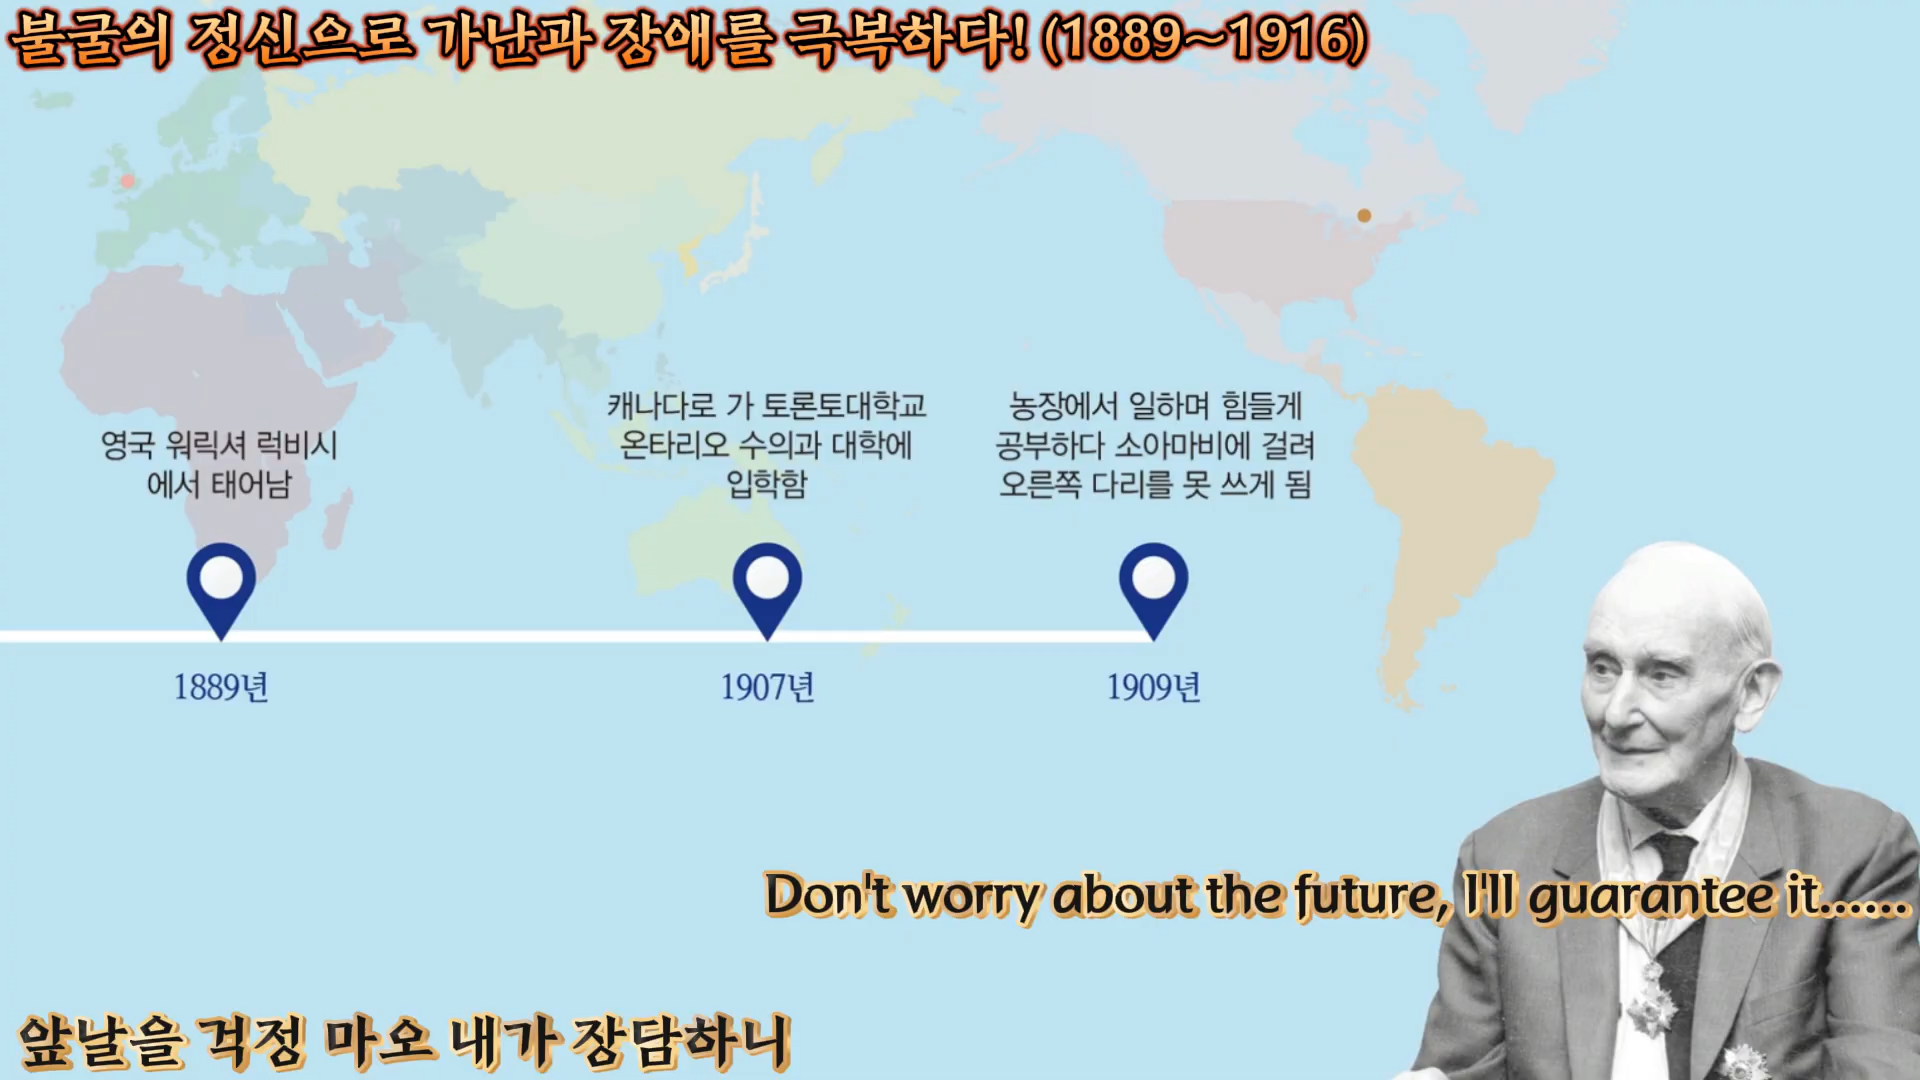 불굴의 정신으로 가난과 장애를 극복하다! (1889~1916)
영국 워릭셔 럭비시
에서 태어남
캐나다로 가 토론토대학교
온타리오 수의과 대학에
입학함
농장에서 일하며 힘들게
공부하다 소아마비에 걸려
오른쪽 다리를 못 쓰게 됨
1889년
1907년
1909년
Don't worry about the future, I'll guarantee it......
앞날을 걱정 마오 내가 장담하니